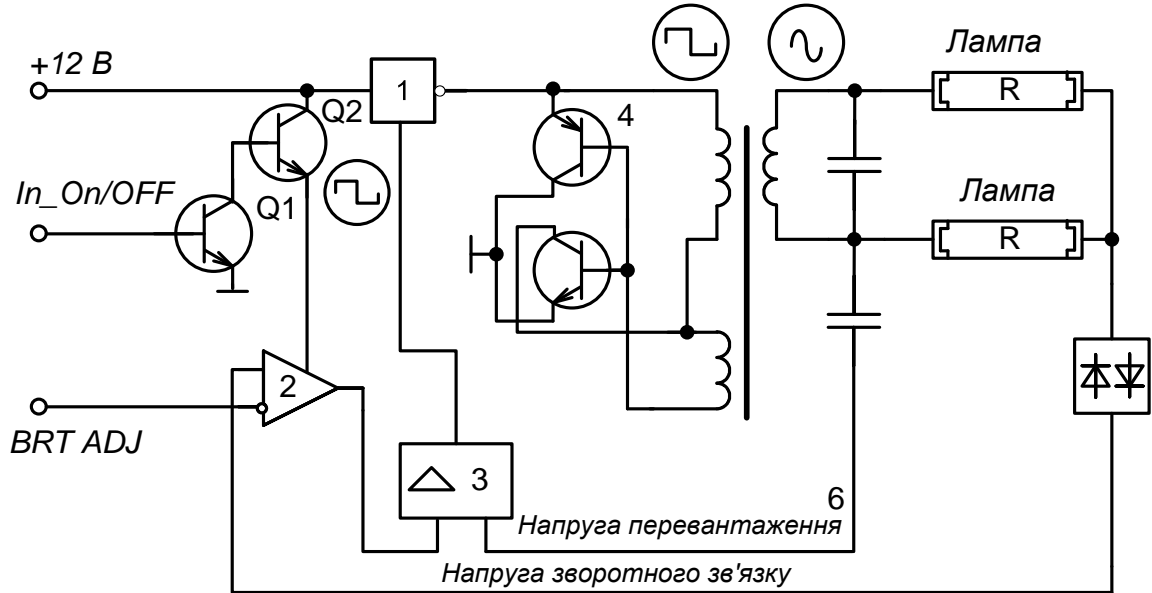 +12 В
Лампа
1
R
Q2
4
In_On/OFF
Q1
Лампа
R
2
BRT ADJ
3
6
Напруга перевантаження
Напруга зворотного зв'язку